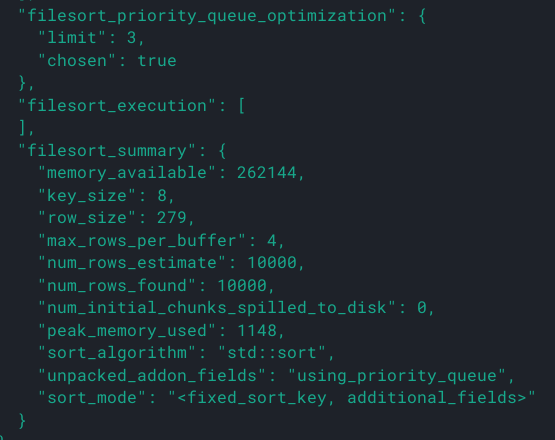 "filesort_priority_queue_optimization": {
"limit": 3,
"chosen": true
},
"filesort_execution": [
],
"filesort_summary": {
"memory_available": 262144,
"key_size": 8,
"row_size": 279,
"max_rows_per_buffer": 4,
"num_rows_estimate": 10000,
"num_rows_found": 10000,
"num_initial_chunks_spilled_to_disk": 0,
"peak_memory_used": 1148,
"sort_algorithm": "std::sort",
"unpacked_addon_fields": "using_priority_queue",
"sort_mode": "<fixed_sort_key, additional_fields>"
}